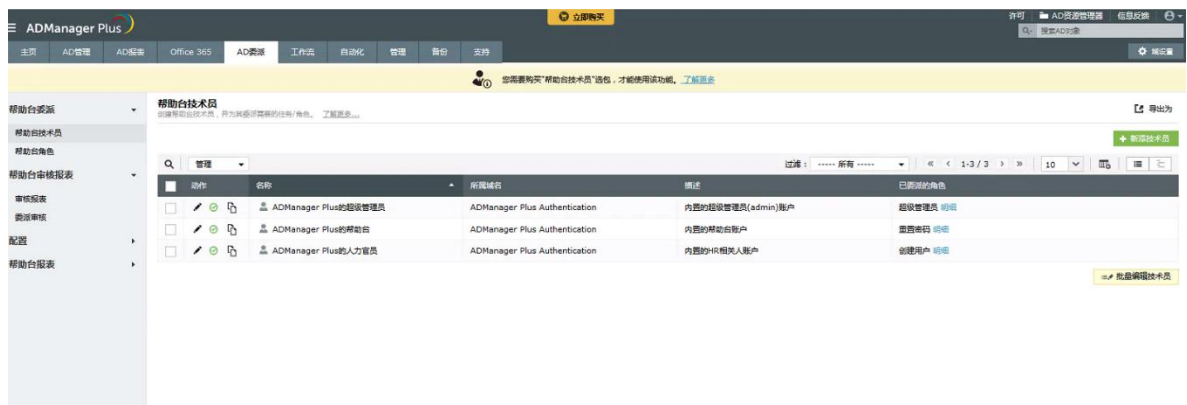 立即购买
许可 AD资源管理器 信息反馈
ADManager Plus
搜索AD对象
主页 AD管理 AD报表 Office 365 AD委派 工作流 自动化 管理 备份 支持 域设置
您需要购买"帮助台技术员"选包，才能使用该功能。 了解更多
帮助台委派
帮助台技术员
帮助台角色
帮助台审核报表
审核报表
委派审核
配置
帮助台报表
帮助台技术员
创建帮助台技术员，并为其委派需要的任务/角色。 了解更多...
导出为
+ 新添技术员
管理 过滤： ----- 所有 ----- 1-3 / 3 10
动作 名称 所属域名 描述 已委派的角色
ADManager Plus的超级管理员 ADManager Plus Authentication 内置的超级管理员(admin)账户 超级管理员 明细
ADManager Plus的帮助台 ADManager Plus Authentication 内置的帮助台账户 重置密码 明细
ADManager Plus的人力官员 ADManager Plus Authentication 内置的HR相关人账户 创建用户 明细
批量编辑技术员